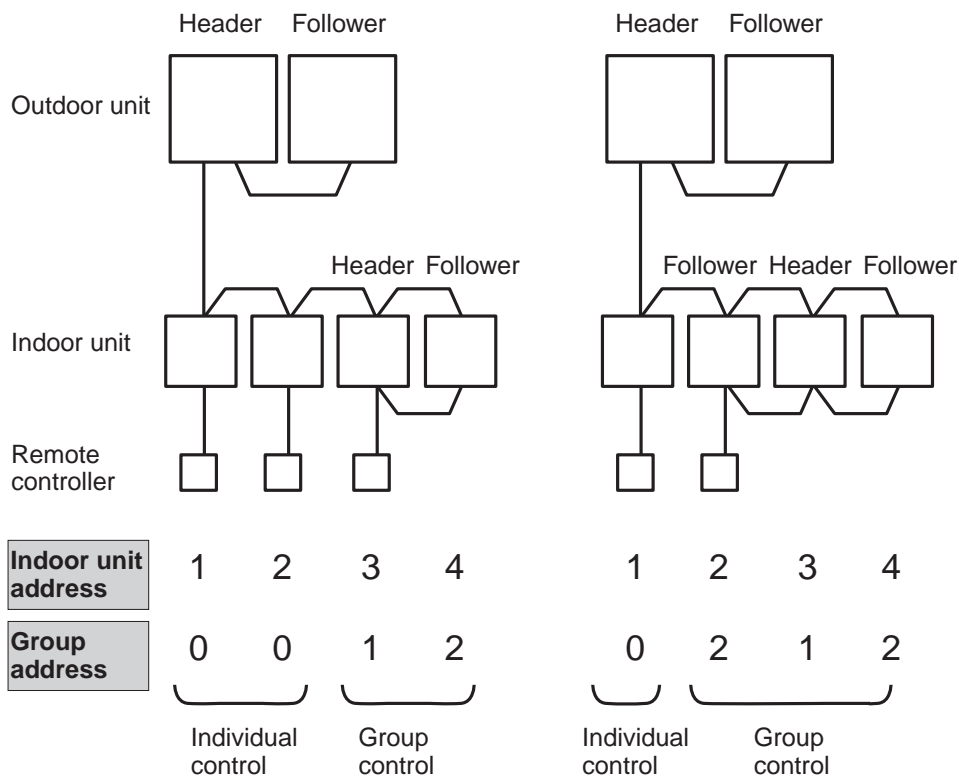 Header Follower Header Follower
Outdoor unit
Header Follower Follower Header Follower
Indoor unit
Remote
controller
Indoor unit
address
1 2 3 4 1 2 3 4
Group
address
0 0 1 2 0 2 1 2
Individual
control
Group
control
Individual
control
Group
control